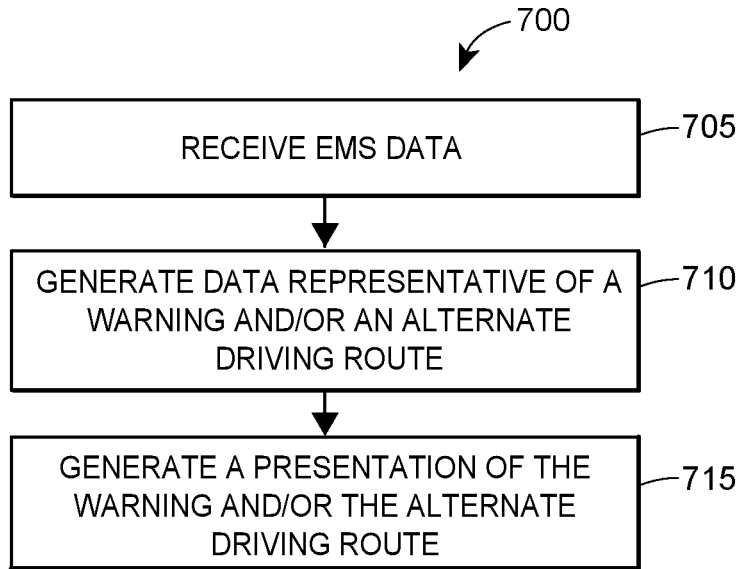 700
RECEIVE EMS DATA
705
GENERATE DATA REPRESENTATIVE OF A
WARNING AND/OR AN ALTERNATE
DRIVING ROUTE
710
GENERATE A PRESENTATION OF THE
WARNING AND/OR THE ALTERNATE
DRIVING ROUTE
715